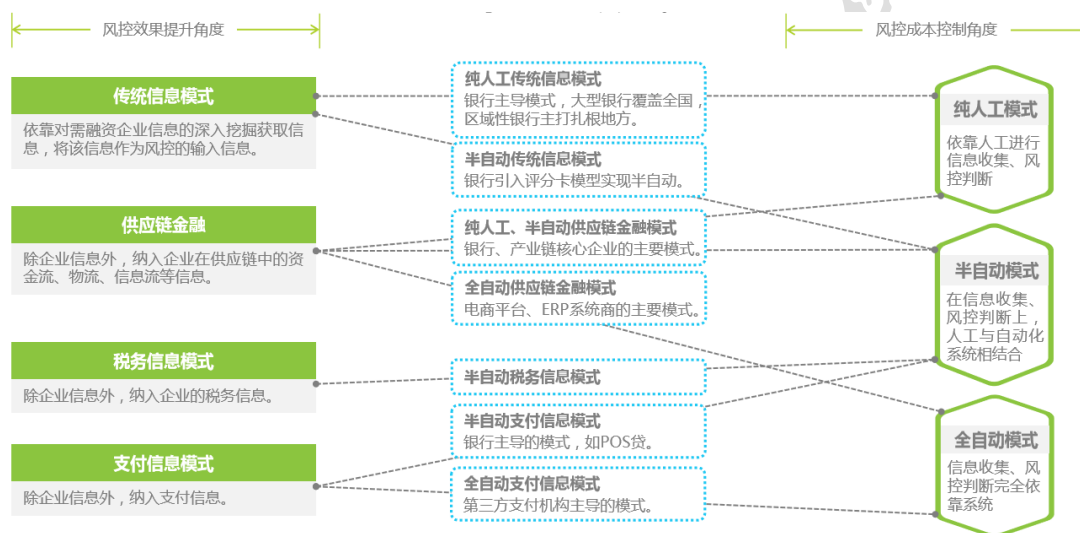 风控效果提升角度
风控成本控制角度
传统信息模式
依靠对需融资企业信息的深入挖掘获取信
息，将该信息作为风控的输入信息。
供应链金融
除企业信息外，纳入企业在供应链中的资
金流、物流、信息流等信息。
税务信息模式
除企业信息外，纳入企业的税务信息。
支付信息模式
除企业信息外，纳入支付信息。
纯人工传统信息模式
银行主导模式，大型银行覆盖全国，
区域性银行主打扎根地方。
半自动传统信息模式
银行引入评分卡模型实现半自动。
纯人工、半自动供应链金融模式
银行、产业链核心企业的主要模式。
全自动供应链金融模式
电商平台、ERP系统商的主要模式。
半自动税务信息模式
半自动支付信息模式
银行主导的模式，如POS贷。
全自动支付信息模式
第三方支付机构主导的模式。
纯人工模式
依靠人工进行
信息收集、风
控判断
半自动模式
在信息收集、
风控判断上，
人工与自动化
系统相结合
全自动模式
信息收集、风
控判断完全依
靠系统